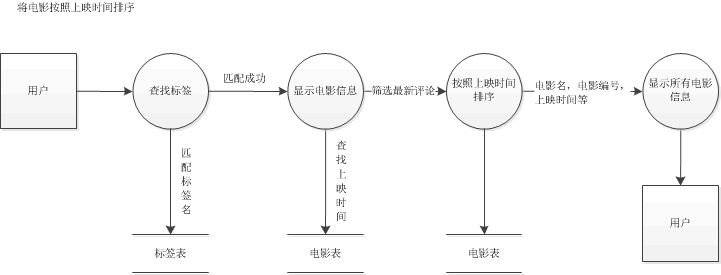 将电影按照上映时间排序
用户
查找标签
匹配成功
显示电影信息
筛选最新评论
按照上映时间
排序
电影名，电影编号，
上映时间等
显示所有电影
信息
匹配标签名
查找上映时间
用户
标签表
电影表
电影表